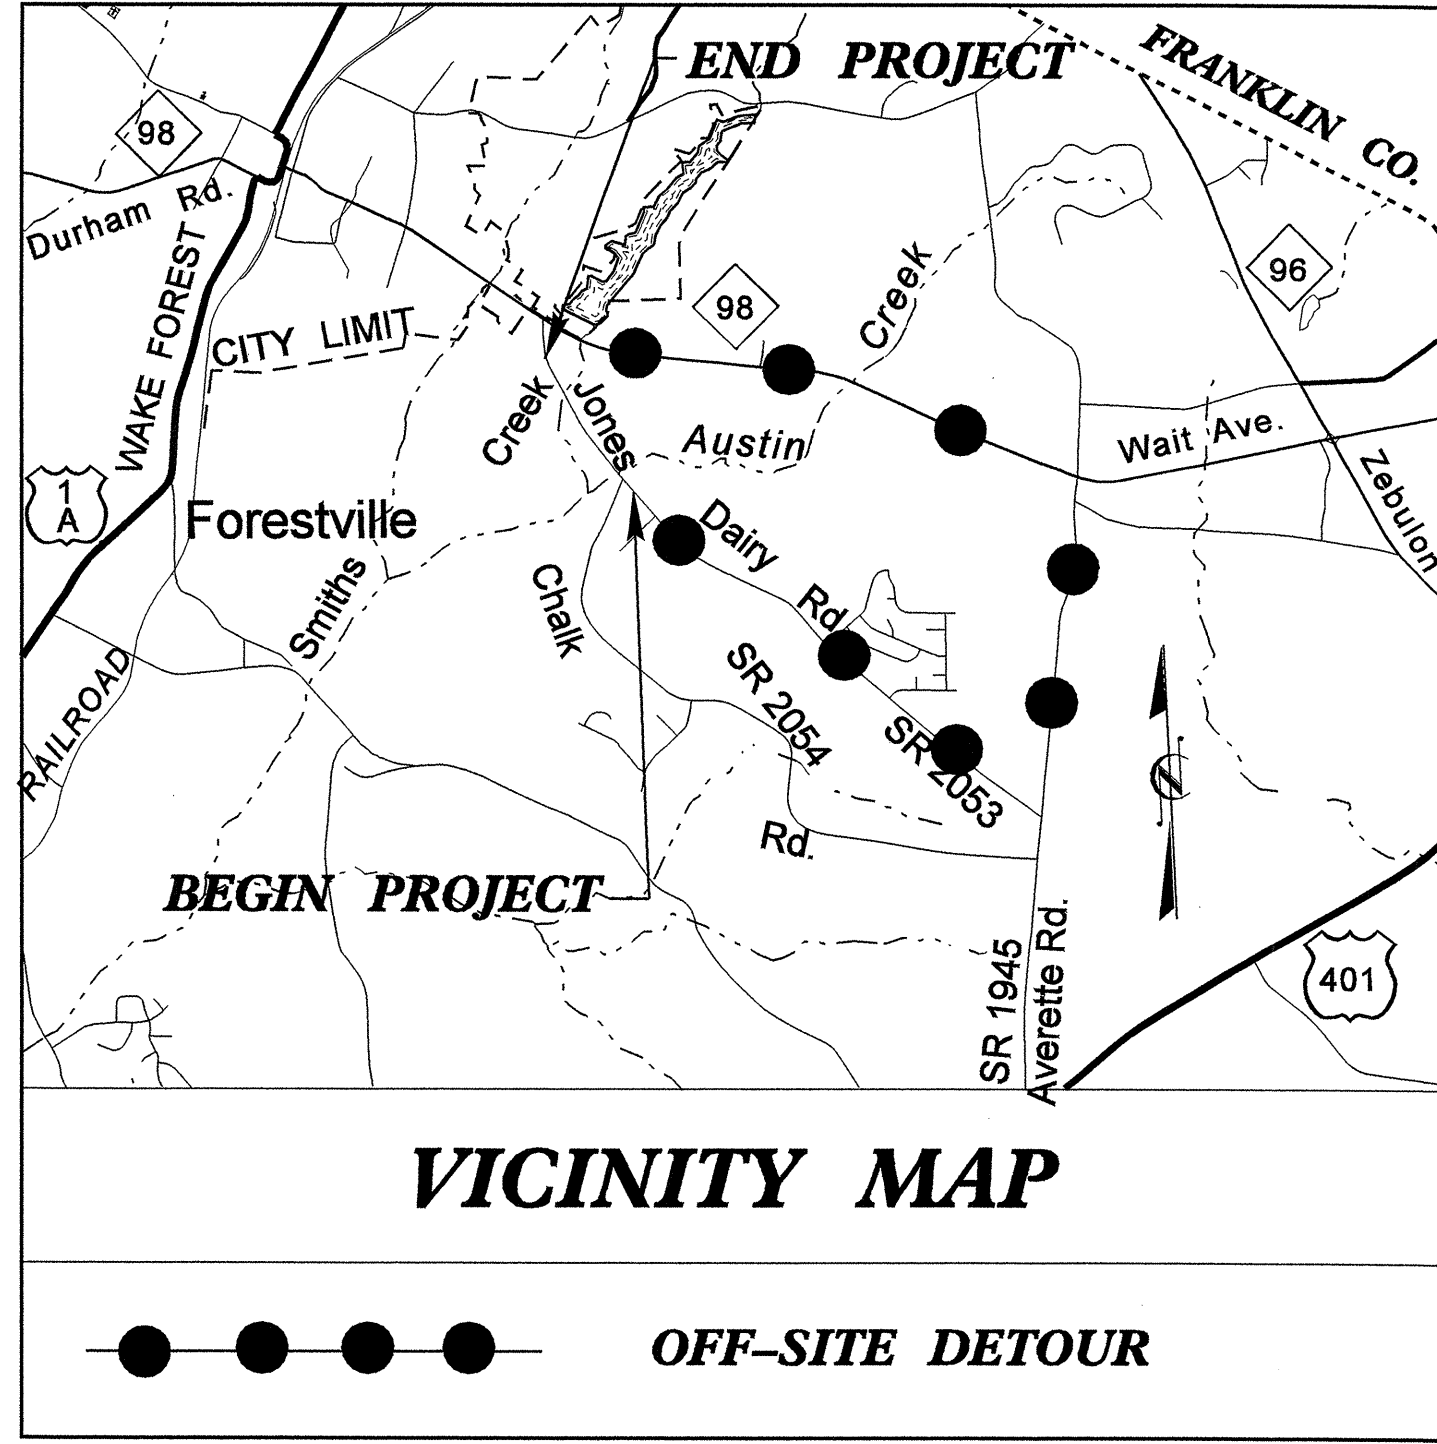 END PROJECT
FRANKLIN CO.
98
Durham Rd.
WAKE FOREST
CITY LIMIT
98
Creek
96
Creek
Jones
Austin
Wait Ave.
Zebulon
1
A
Forestville
Smiths
Chalk
Dairy
Rd
SR 2054
SR 2053
Rd.
RAILROAD
N
BEGIN PROJECT
SR 1945
Averette Rd.
401
VICINITY MAP
OFF-SITE DETOUR